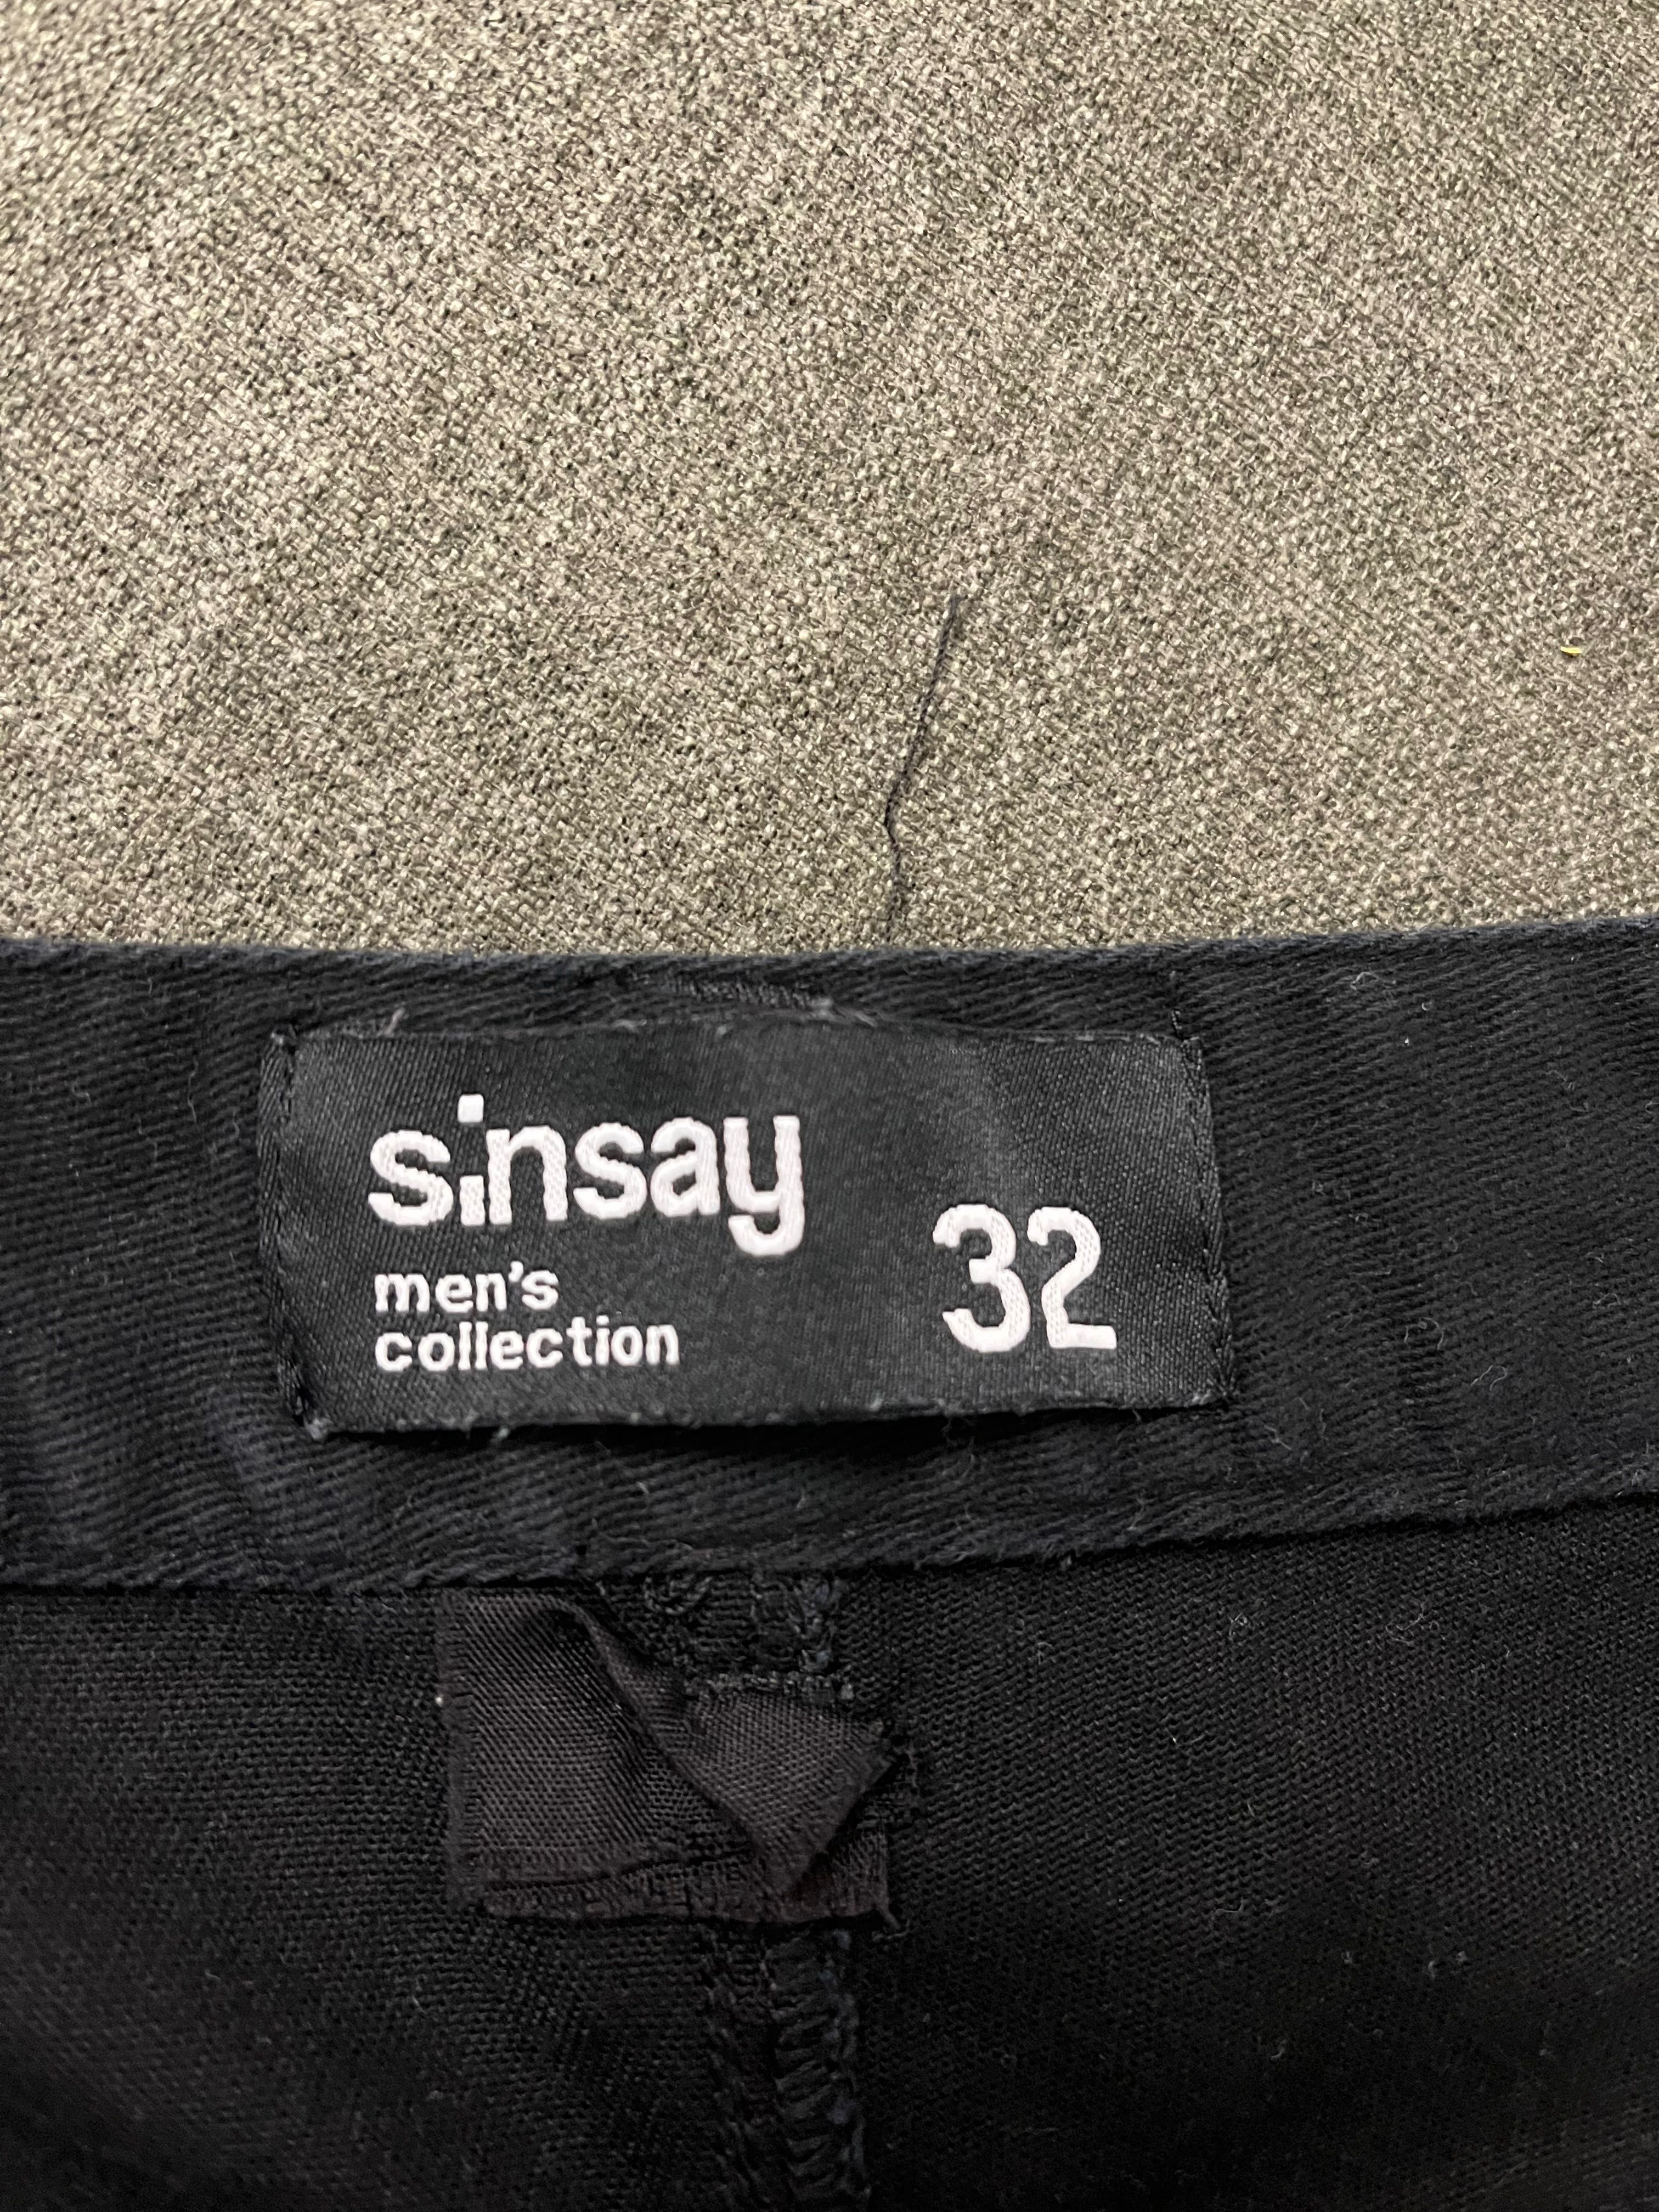 sinsay
men's
collection
32